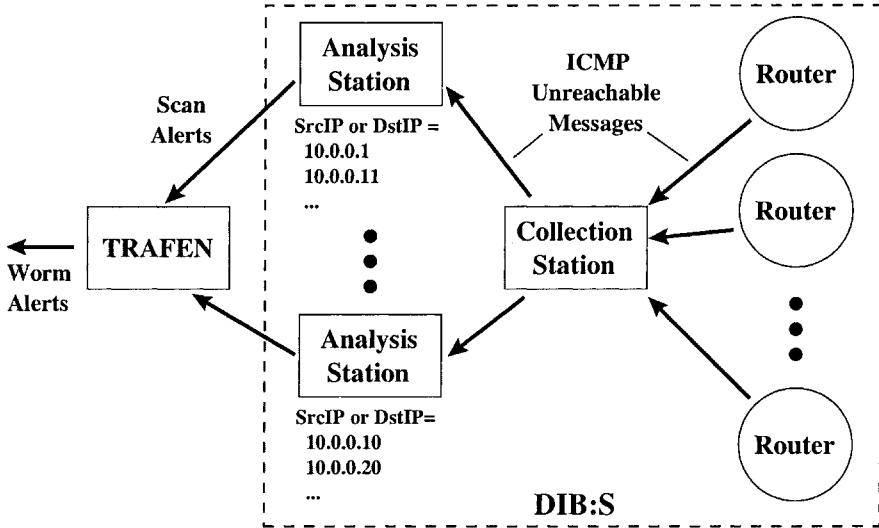 Analysis
Station
ICMP
Unreachable
Messages
Router
Scan
Alerts
SrcIP or DstIP =
10.0.0.1
10.0.0.11
...
Router
TRAFEN
Collection
Station
Worm
Alerts
Analysis
Station
SrcIP or DstIP=
10.0.0.10
10.0.0.20
...
Router
DIB:S